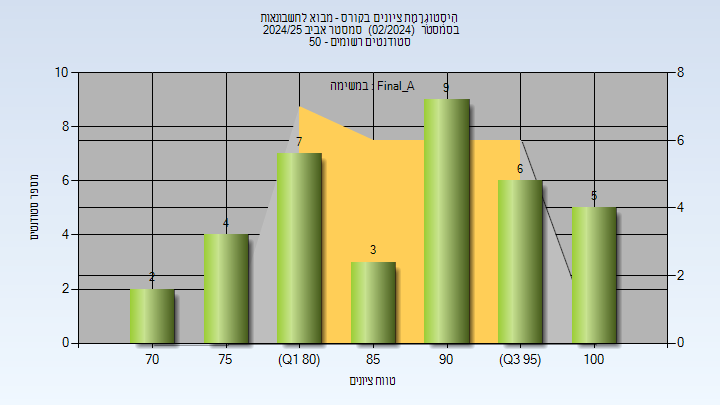 היסטוגרמת ציונים בקורס - מבוא לחשבונאות
בסמסטר (02/2024) סמסטר אביב 2024/25
סטודנטים רשומים - 50
במשימה : Final_A
מספר סטודנטים
10
8
6
4
2
0
8
6
4
2
0
2
4
7
3
9
6
5
70
75
(Q1 80)
85
90
(Q3 95)
100
טווח ציונים